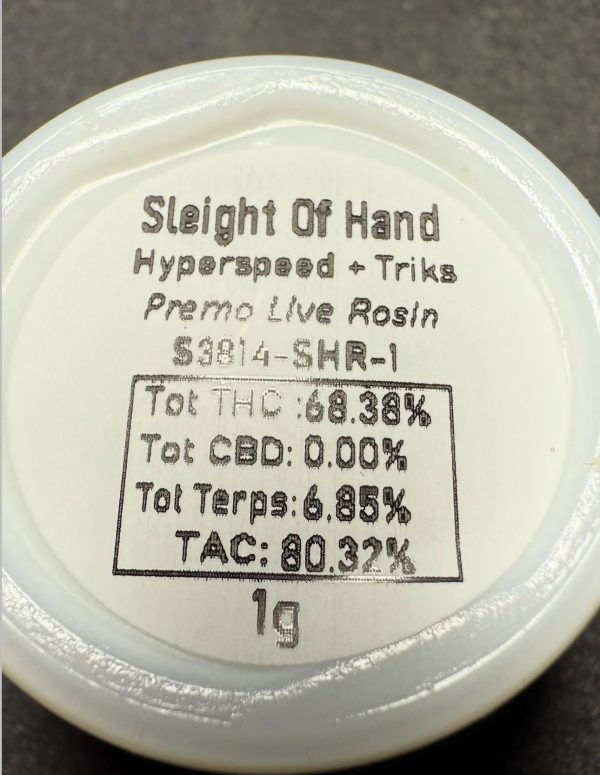 Sleight Of Hand
Hyperspeed + Triks
Premo Live Rosin
S3814-SHR-1
Tot THC :68.38%
Tot CBD: 0.00%
Tot Terps:6.85%
TAC: 80.32%
1g